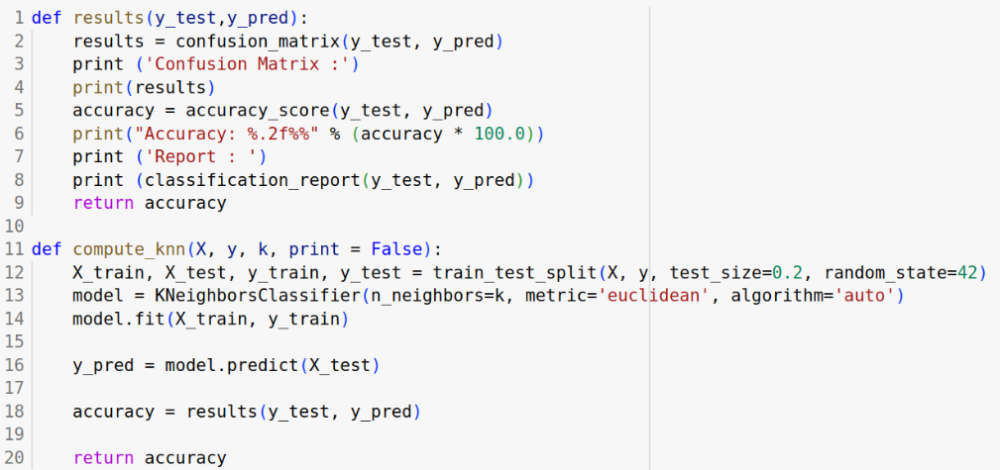 1 def results(y_test,y_pred):
2     results = confusion_matrix(y_test, y_pred)
3     print ('Confusion Matrix :')
4     print(results)
5     accuracy = accuracy_score(y_test, y_pred)
6     print("Accuracy: %.2f%%" % (accuracy * 100.0))
7     print ('Report : ')
8     print (classification_report(y_test, y_pred))
9     return accuracy
10
11 def compute_knn(X, y, k, print = False):
12     X_train, X_test, y_train, y_test = train_test_split(X, y, test_size=0.2, random_state=42)
13     model = KNeighborsClassifier(n_neighbors=k, metric='euclidean', algorithm='auto')
14     model.fit(X_train, y_train)
15
16     y_pred = model.predict(X_test)
17
18     accuracy = results(y_test, y_pred)
19
20     return accuracy